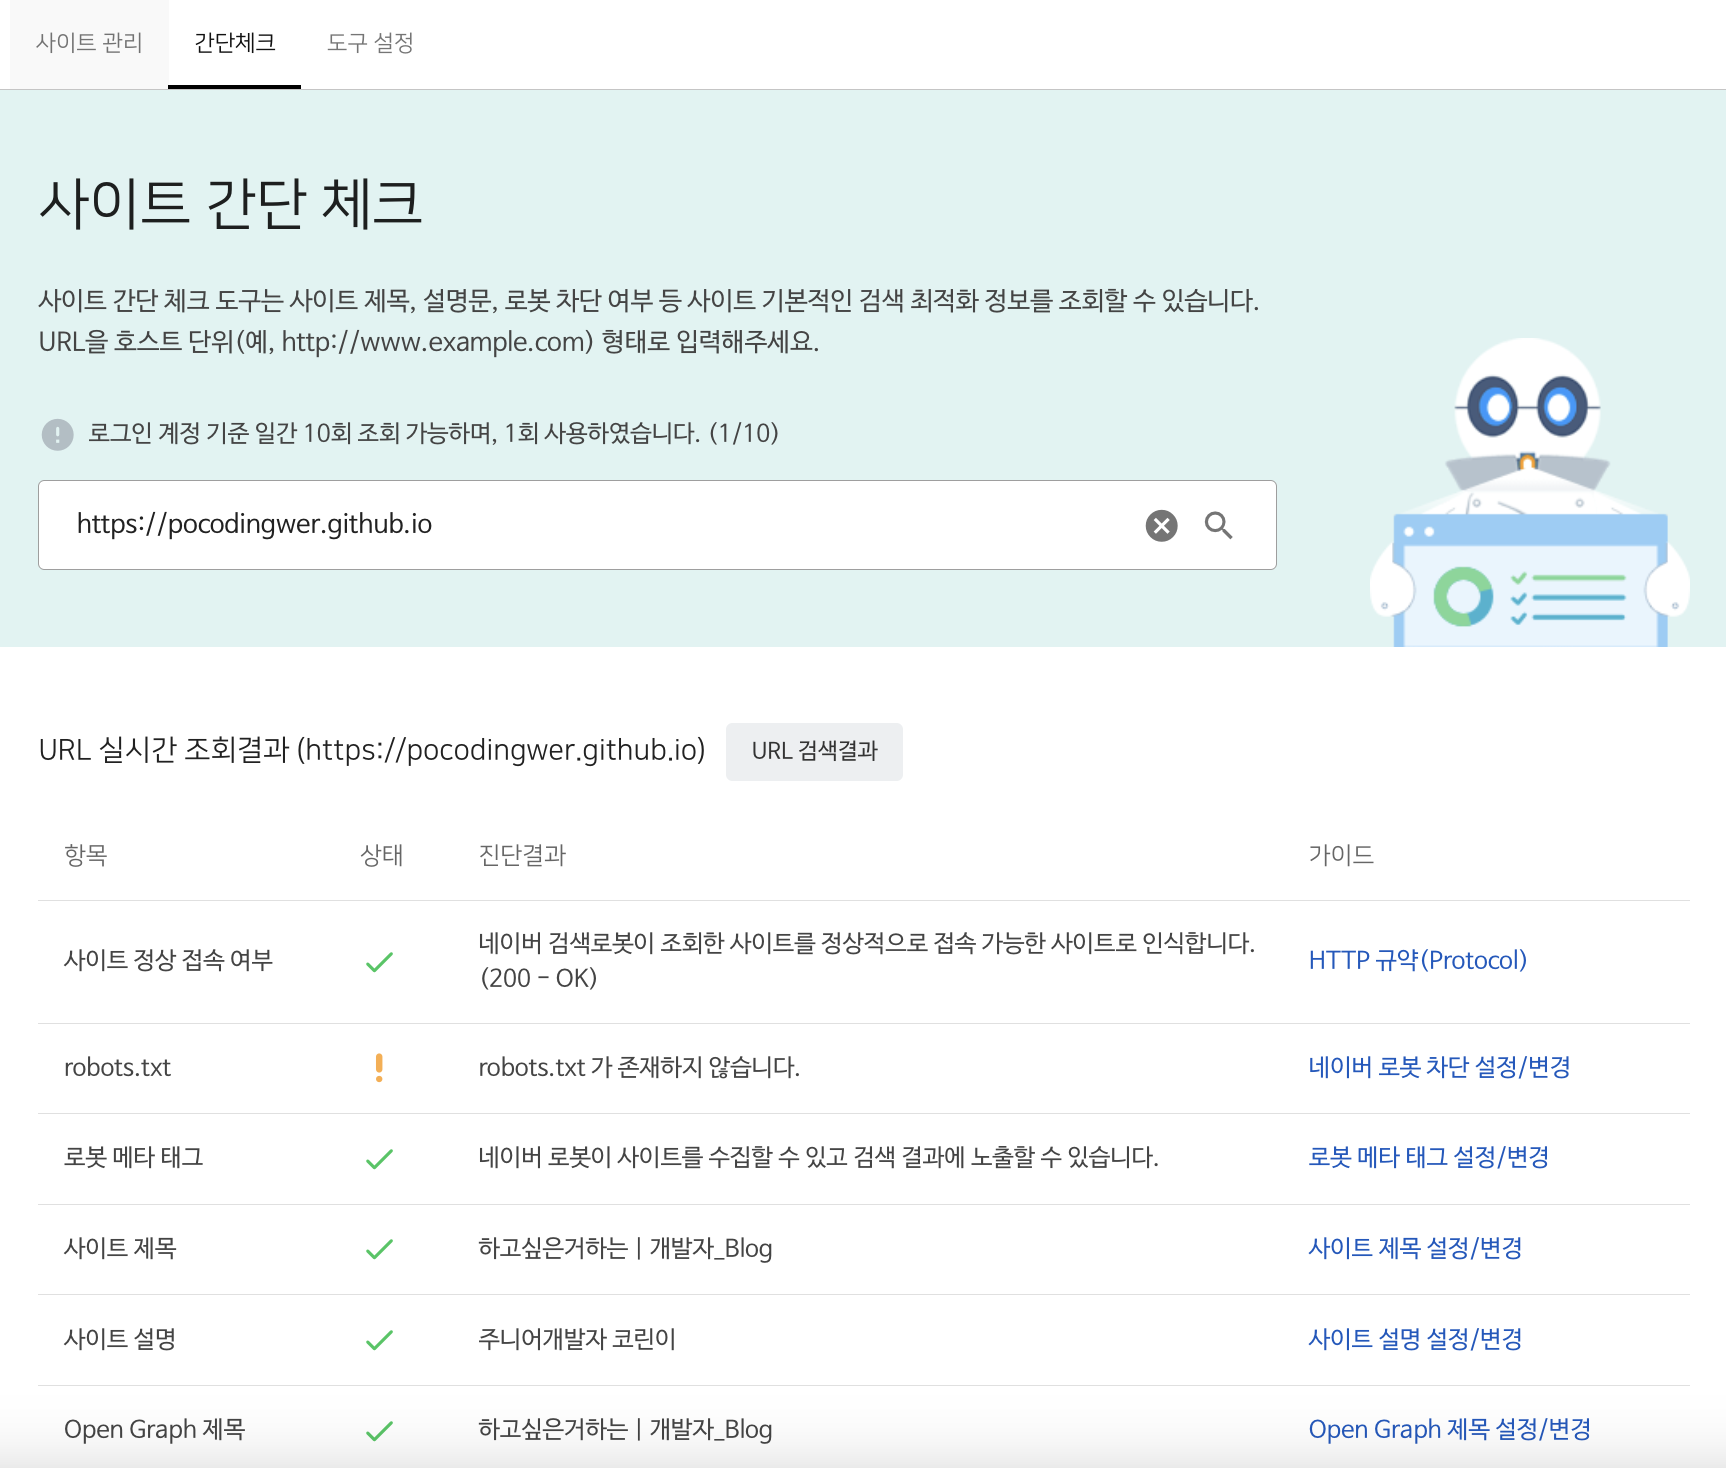 사이트 관리 간단체크 도구 설정
사이트 간단 체크
사이트 간단 체크 도구는 사이트 제목, 설명문, 로봇 차단 여부 등 사이트 기본적인 검색 최적화 정보를 조회할 수 있습니다.
URL을 호스트 단위(예, http://www.example.com) 형태로 입력해주세요.
로그인 계정 기준 일간 10회 조회 가능하며, 1회 사용하였습니다. (1/10)
https://pocodingwer.github.io
URL 실시간 조회결과 (https://pocodingwer.github.io) URL 검색결과
항목 상태 진단결과 가이드
사이트 정상 접속 여부 네이버 검색로봇이 조회한 사이트를 정상적으로 접속 가능한 사이트로 인식합니다. HTTP 규약(Protocol)
(200 - OK)
robots.txt robots.txt 가 존재하지 않습니다. 네이버 로봇 차단 설정/변경
로봇 메타 태그 네이버 로봇이 사이트를 수집할 수 있고 검색 결과에 노출할 수 있습니다. 로봇 메타 태그 설정/변경
사이트 제목 하고싶은거하는 | 개발자_Blog 사이트 제목 설정/변경
사이트 설명 주니어개발자 코린이 사이트 설명 설정/변경
Open Graph 제목 하고싶은거하는 | 개발자_Blog Open Graph 제목 설정/변경